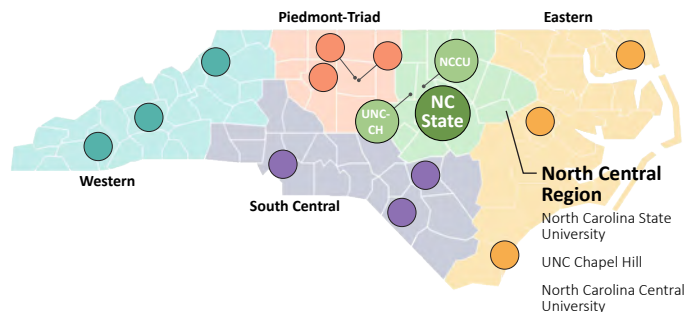 Piedmont-Triad
Eastern
NCCU
UNC-
CH
NC
State
Western
South Central
North Central
Region
North Carolina State
University
UNC Chapel Hill
North Carolina Central
University